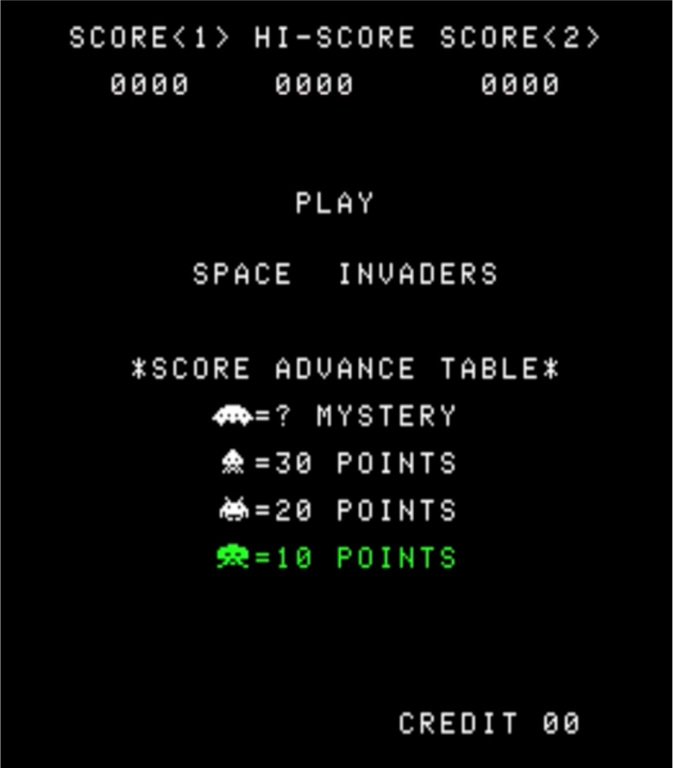 SCORE<1> HI-SCORE SCORE<2>
0000 0000 0000
PLAY
SPACE INVADERS
*SCORE ADVANCE TABLE*
=? MYSTERY
=30 POINTS
=20 POINTS
=10 POINTS
CREDIT 00